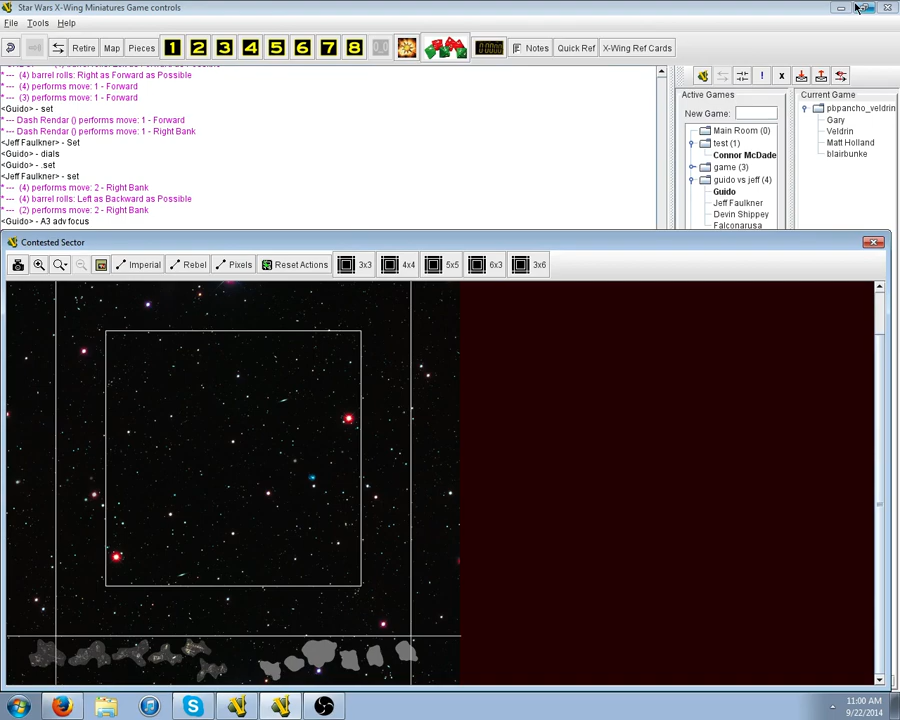 Star Wars X-Wing Miniatures Game controls
File Tools Help
Retire Map Pieces 1 2 3 4 5 6 7 8 0.0 0:00:00 Notes Quick Ref X-Wing Ref Cards
* --- (4) barrel rolls: Right as Forward as Possible
* --- (4) performs move: 1 - Forward
* --- (3) performs move: 1 - Forward
<Guido> - set
* --- Dash Rendar () performs move: 1 - Forward
* --- Dash Rendar () performs move: 1 - Right Bank
<Jeff Faulkner> - Set
<Guido> - dials
<Guido> - .set
<Jeff Faulkner> - set
* --- (4) performs move: 2 - Right Bank
* --- (4) barrel rolls: Left as Backward as Possible
* --- (2) performs move: 2 - Right Bank
<Guido> - A3 adv focus
! x
Active Games
New Game:
Main Room (0)
test (1)
Connor McDade
game (3)
guido vs jeff (4)
Guido
Jeff Faulkner
Devin Shippey
Falconarusa
Current Game
pbpancho_veldrin
Gary
Veldrin
Matt Holland
blairbunke
Contested Sector
Imperial Rebel Pixels Reset Actions 3x3 4x4 5x5 6x3 3x6
11:00 AM
9/22/2014